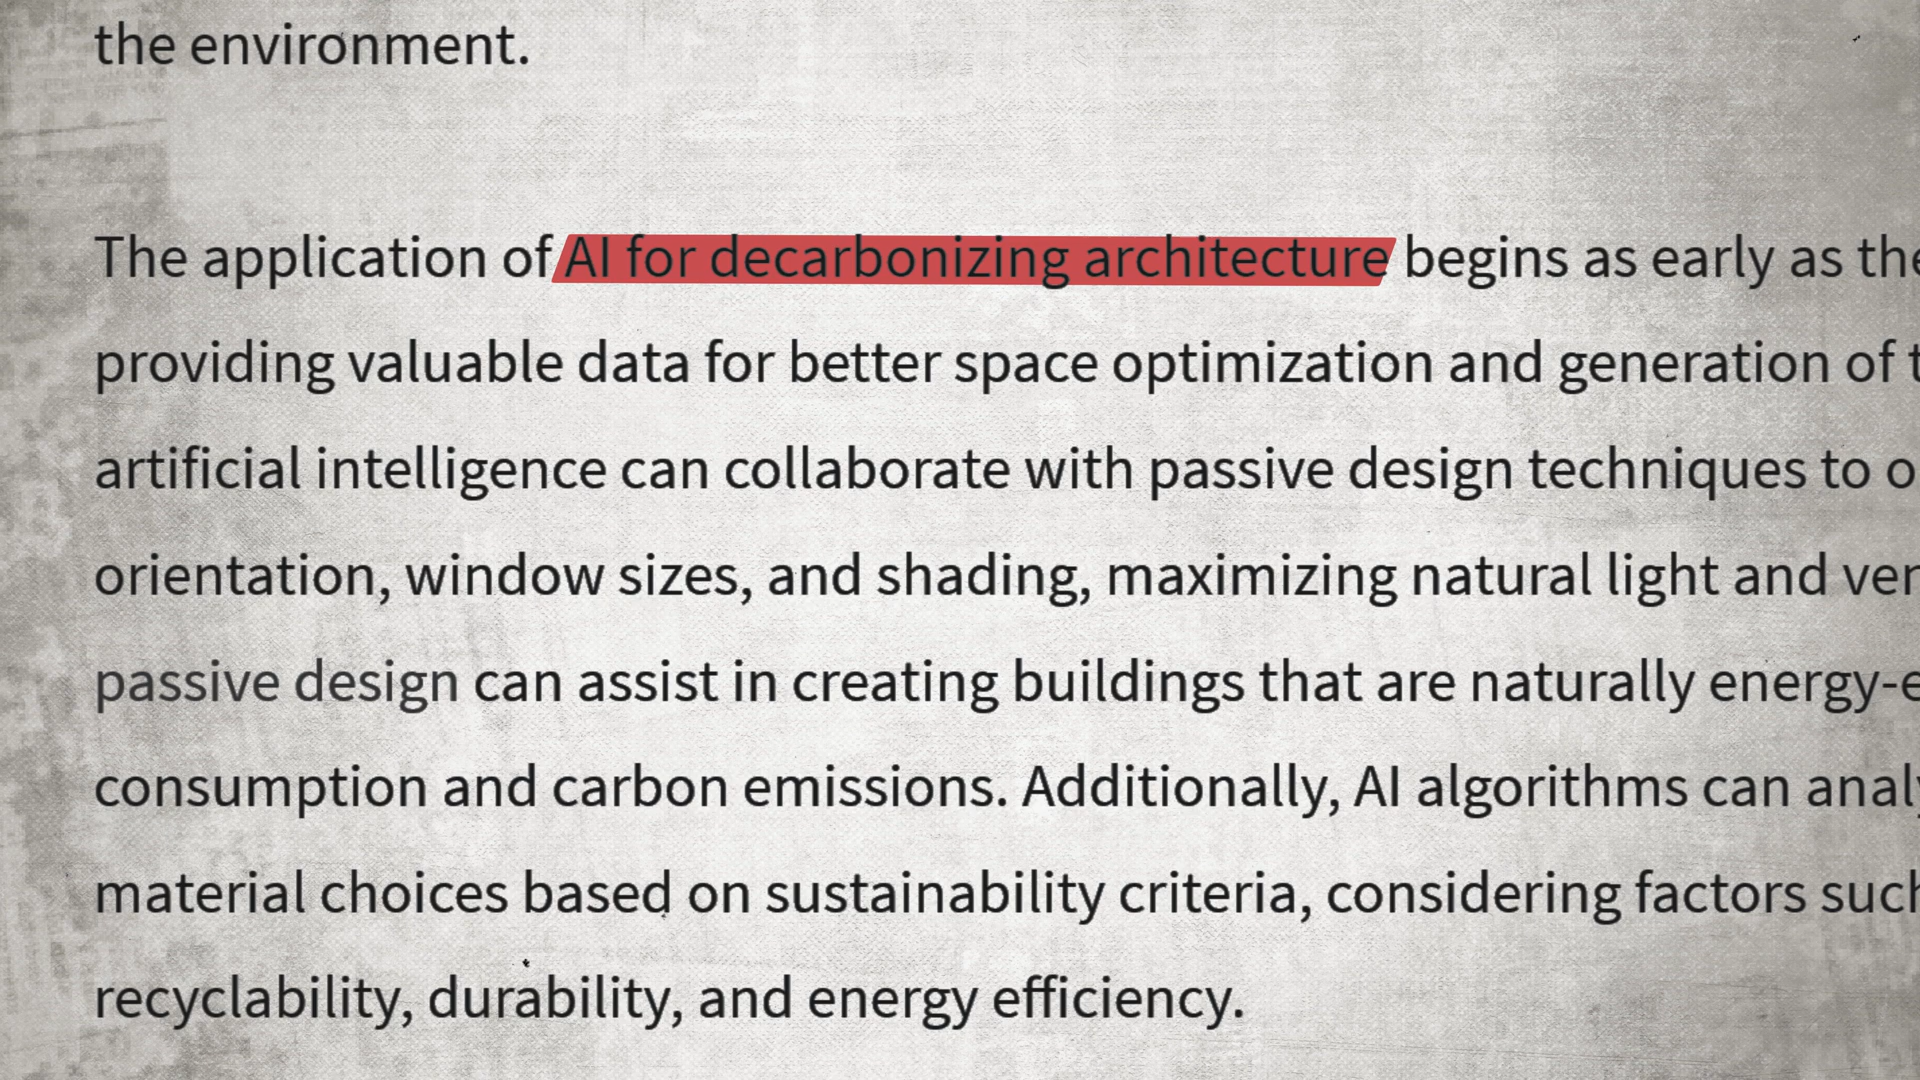 the environment.
The application of AI for decarbonizing architecture begins as early as the
providing valuable data for better space optimization and generation of
artificial intelligence can collaborate with passive design techniques to
orientation, window sizes, and shading, maximizing natural light and
passive design can assist in creating buildings that are naturally
consumption and carbon emissions. Additionally, AI algorithms can
material choices based on sustainability criteria, considering factors such
recyclability, durability, and energy efficiency.